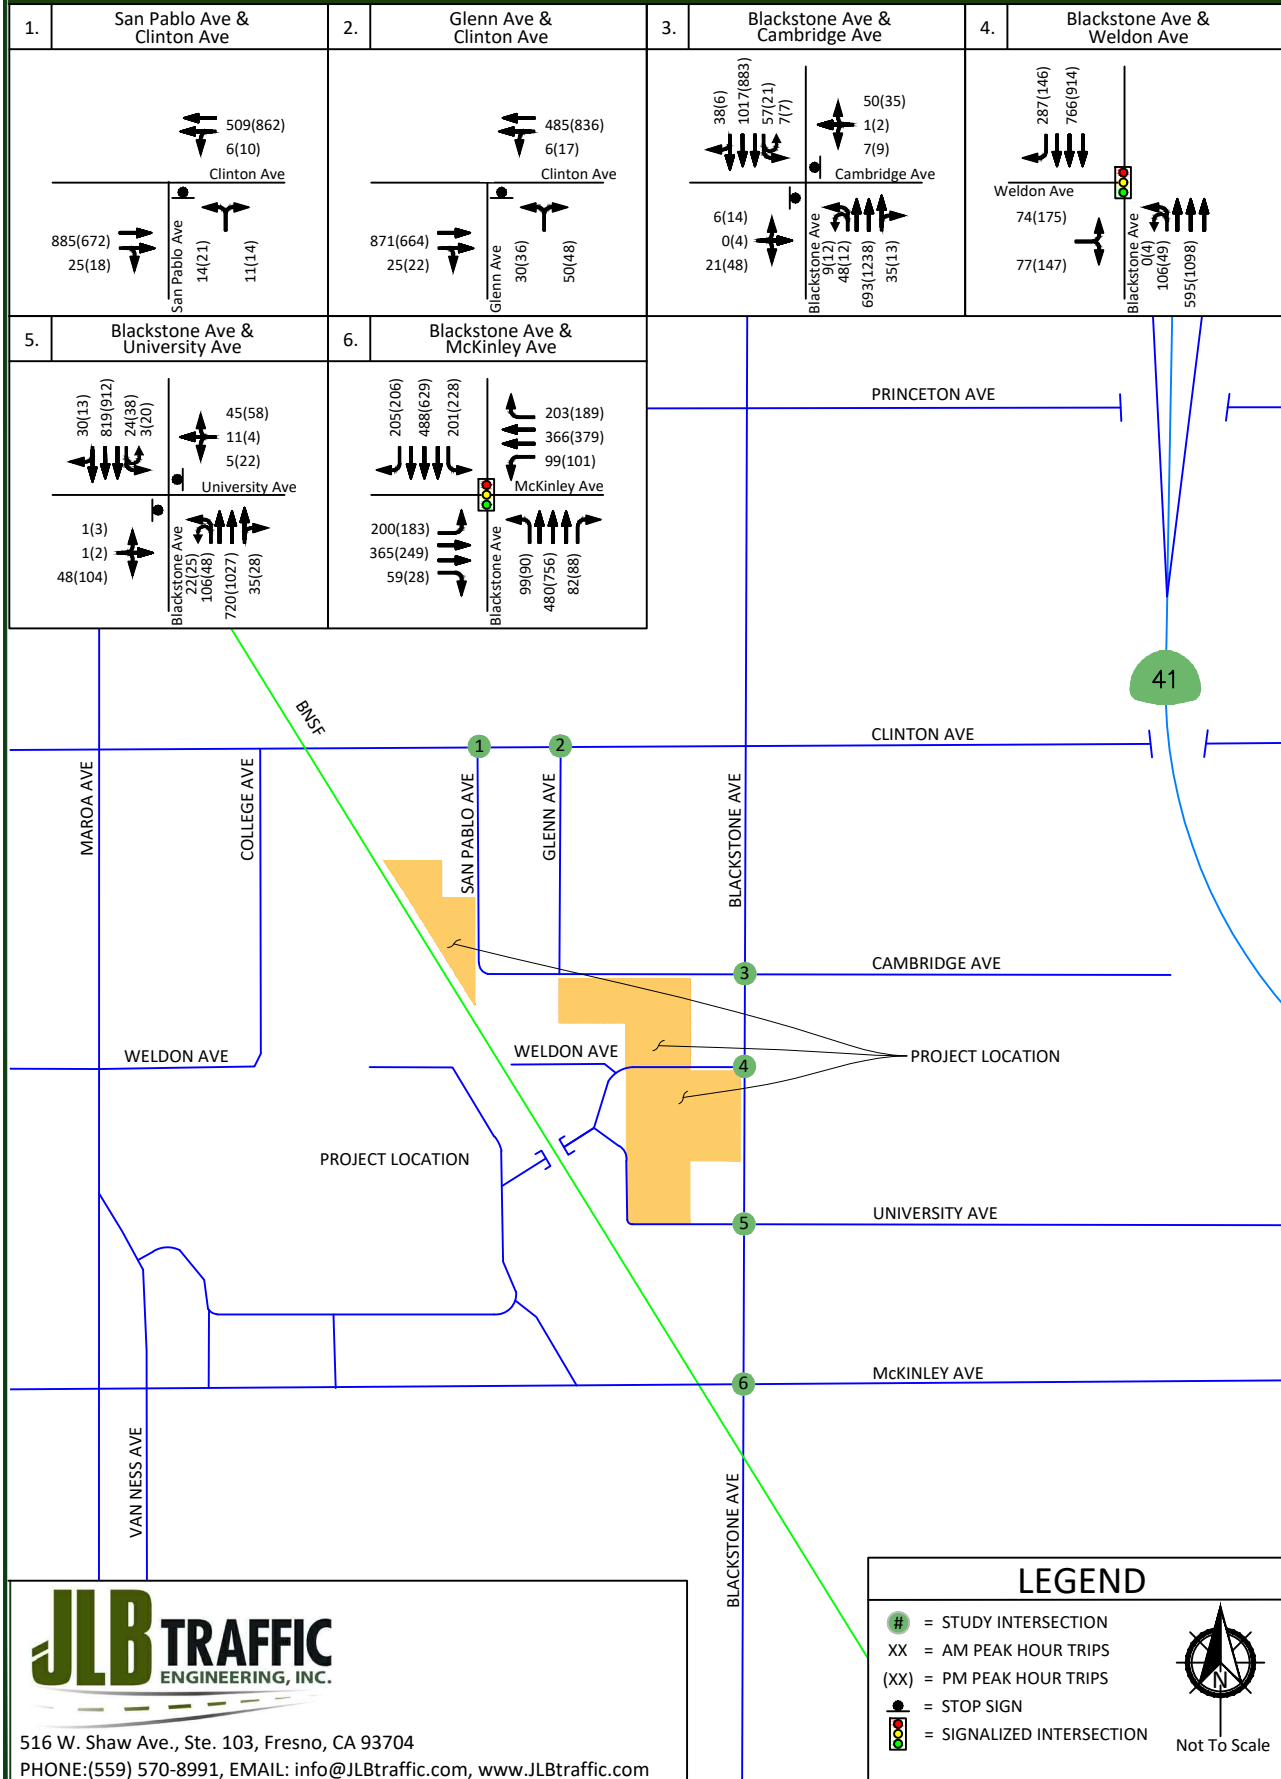 1.
San Pablo Ave &
Clinton Ave
509(862)
6(10)
Clinton Ave
885(672)
25(18)
San Pablo Ave
14(21)
11(14)
2.
Glenn Ave &
Clinton Ave
485(836)
6(17)
Clinton Ave
871(664)
25(22)
Glenn Ave
30(36)
50(48)
3.
Blackstone Ave &
Cambridge Ave
38(6)
1017(883)
57(21)
7(7)
50(35)
1(2)
7(9)
Cambridge Ave
6(14)
0(4)
21(48)
Blackstone Ave
9(12)
48(12)
693(1238)
35(13)
4.
Blackstone Ave &
Weldon Ave
287(146)
766(914)
Weldon Ave
74(175)
77(147)
Blackstone Ave
0(4)
106(49)
595(1098)
5.
Blackstone Ave &
University Ave
30(13)
819(912)
24(38)
3(20)
45(58)
11(4)
5(22)
University Ave
1(3)
1(2)
48(104)
Blackstone Ave
22(25)
106(48)
720(1027)
35(28)
6.
Blackstone Ave &
McKinley Ave
205(206)
488(629)
201(228)
203(189)
366(379)
99(101)
McKinley Ave
200(183)
365(249)
59(28)
Blackstone Ave
99(90)
480(756)
82(88)
PRINCETON AVE
41
BNSF
CLINTON AVE
1
2
MAROA AVE
COLLEGE AVE
SAN PABLO AVE
GLENN AVE
BLACKSTONE AVE
CAMBRIDGE AVE
3
WELDON AVE
WELDON AVE
4
PROJECT LOCATION
PROJECT LOCATION
UNIVERSITY AVE
5
McKINLEY AVE
6
VAN NESS AVE
BLACKSTONE AVE
JLB TRAFFIC
ENGINEERING, INC.
516 W. Shaw Ave., Ste. 103, Fresno, CA 93704
PHONE:(559) 570-8991, EMAIL: info@JLBtraffic.com, www.JLBtraffic.com
LEGEND
# = STUDY INTERSECTION
XX = AM PEAK HOUR TRIPS
(XX) = PM PEAK HOUR TRIPS
= STOP SIGN
= SIGNALIZED INTERSECTION
N
Not To Scale